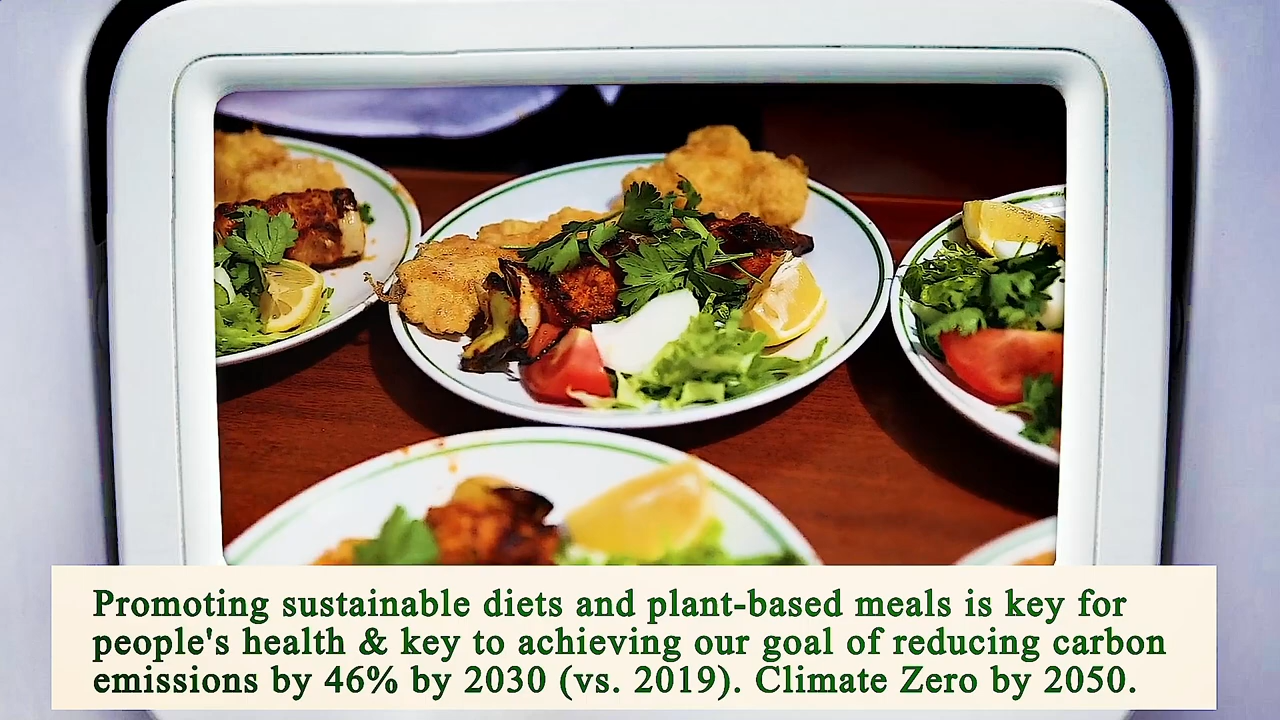 Promoting sustainable diets and plant-based meals is key for
people's health & key to achieving our goal of reducing carbon
emissions by 46% by 2030 (vs. 2019). Climate Zero by 2050.